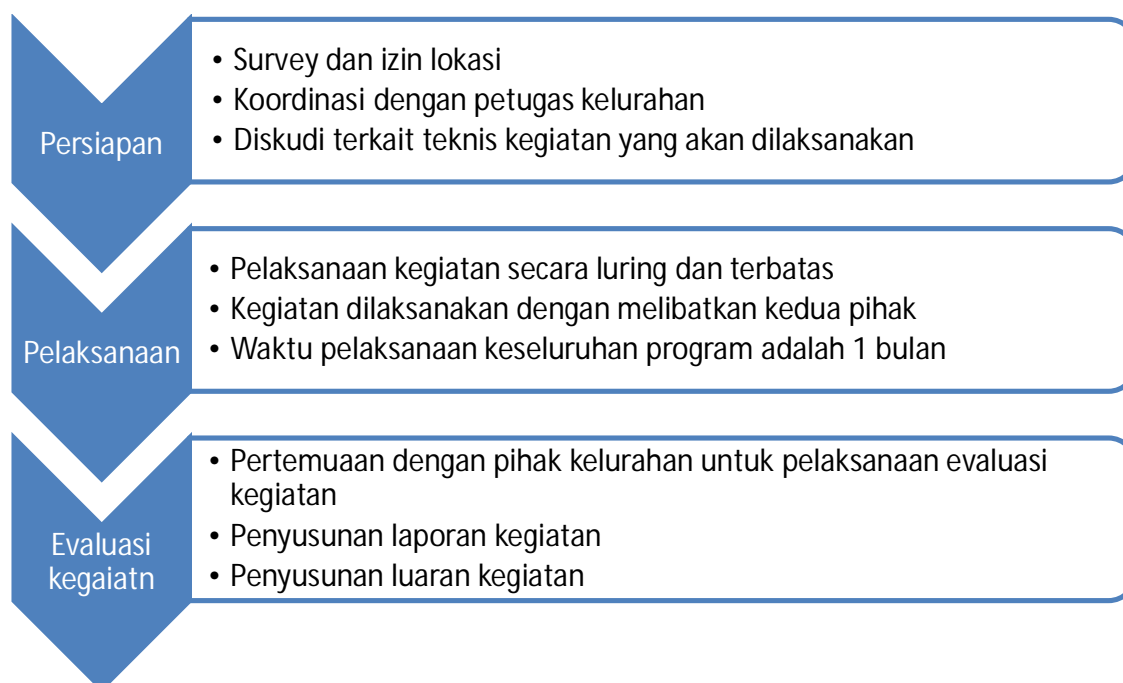 Persiapan
• Survey dan izin lokasi
• Koordinasi dengan petugas kelurahan
• Diskudi terkait teknis kegiatan yang akan dilaksanakan
Pelaksanaan
• Pelaksanaan kegiatan secara luring dan terbatas
• Kegiatan dilaksanakan dengan melibatkan kedua pihak
• Waktu pelaksanaan keseluruhan program adalah 1 bulan
Evaluasi
kegaiatn
• Pertemuaan dengan pihak kelurahan untuk pelaksanaan evaluasi
kegiatan
• Penyusunan laporan kegiatan
• Penyusunan luaran kegiatan